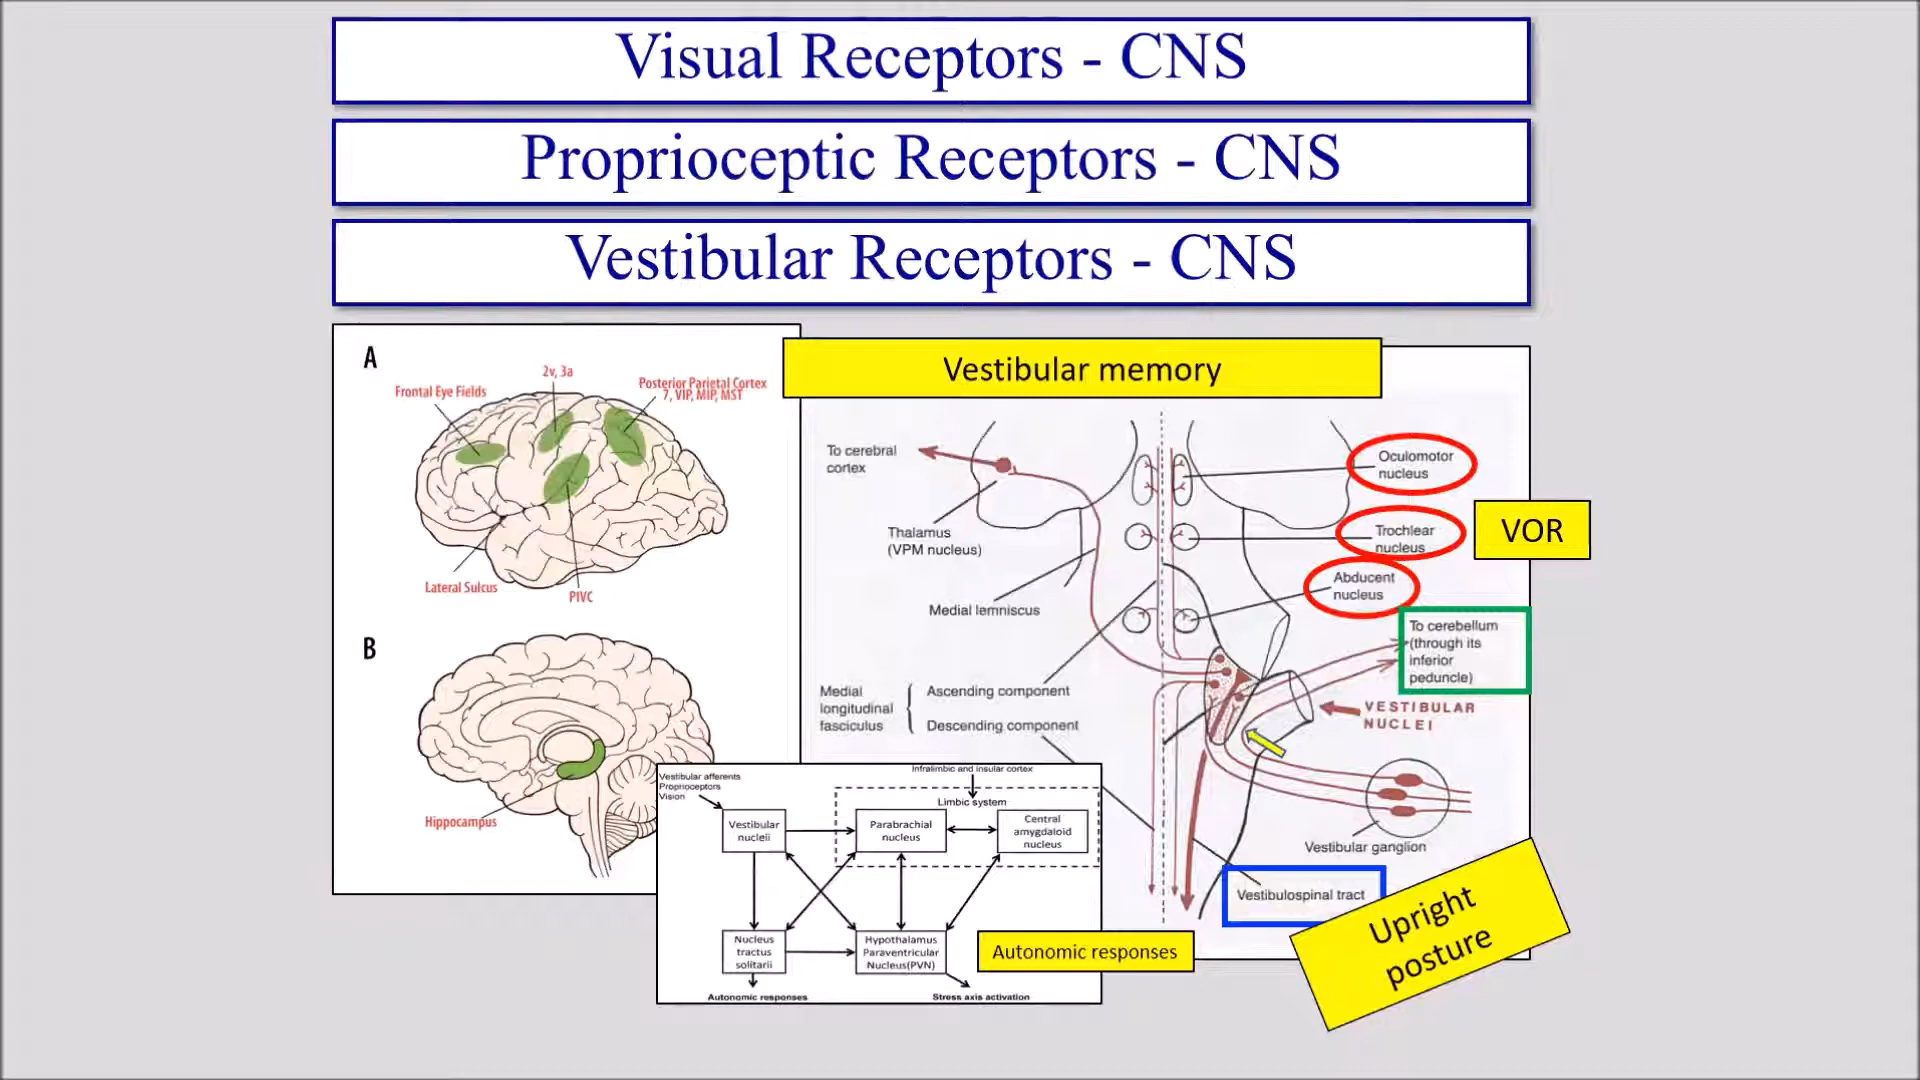 Visual Receptors - CNS
Proprioceptic Receptors - CNS
Vestibular Receptors - CNS
A
Frontal Eye Fields
2v, 3a
Posterior Parietal Cortex
7, VIP, MIP, MST
Lateral Sulcus
PIVC
B
Hippocampus
Vestibular memory
To cerebral
cortex
Thalamus
(VPM nucleus)
Medial lemniscus
Medial
longitudinal
fasciculus
Ascending component
Descending component
Oculomotor
nucleus
Trochlear
nucleus
VOR
Abducent
nucleus
To cerebellum
(through its
inferior
peduncle)
VESTIBULAR
NUCLEI
Vestibular ganglion
Vestibulospinal tract
Upright
posture
Vestibular afferents
Proprioceptors
Vision
Infralimbic and insular cortex
Limbic system
Vestibular
nucleii
Parabrachial
nucleus
Central
amygdaloid
nucleus
Nucleus
tractus
solitarii
Hypothalamus
Paraventricular
Nucleus(PVN)
Autonomic responses
Stress axis activation
Autonomic responses